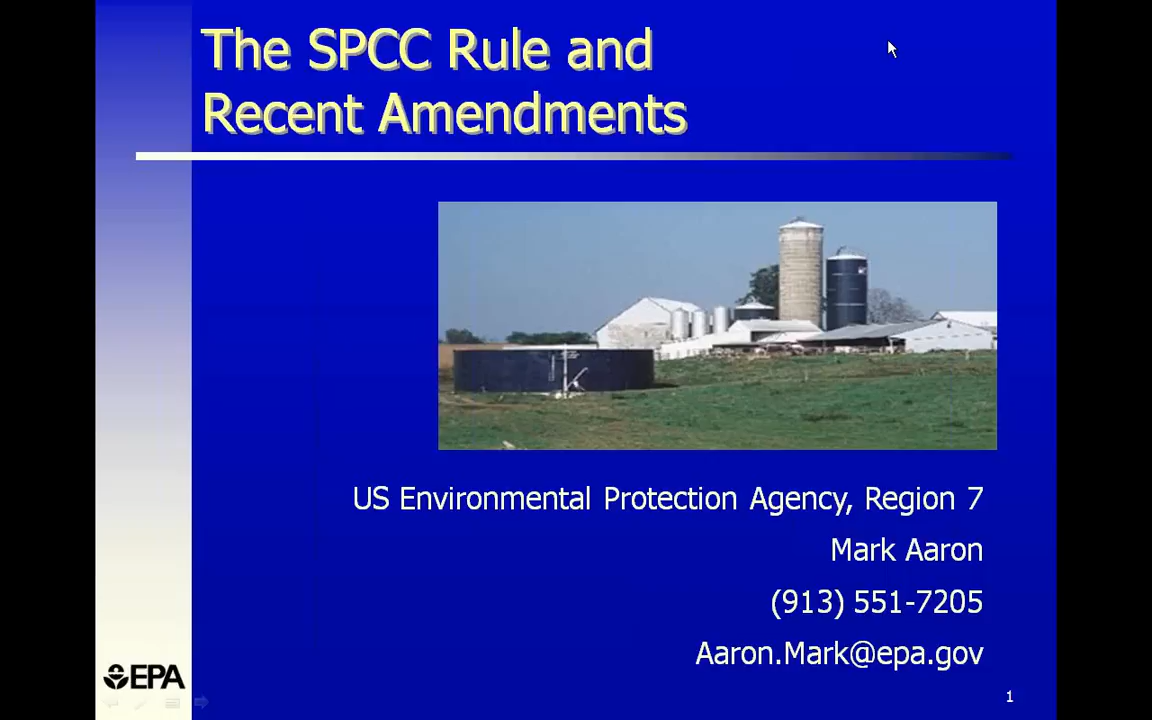 The SPCC Rule and
Recent Amendments
US Environmental Protection Agency, Region 7
Mark Aaron
(913) 551-7205
Aaron.Mark@epa.gov
EPA
1